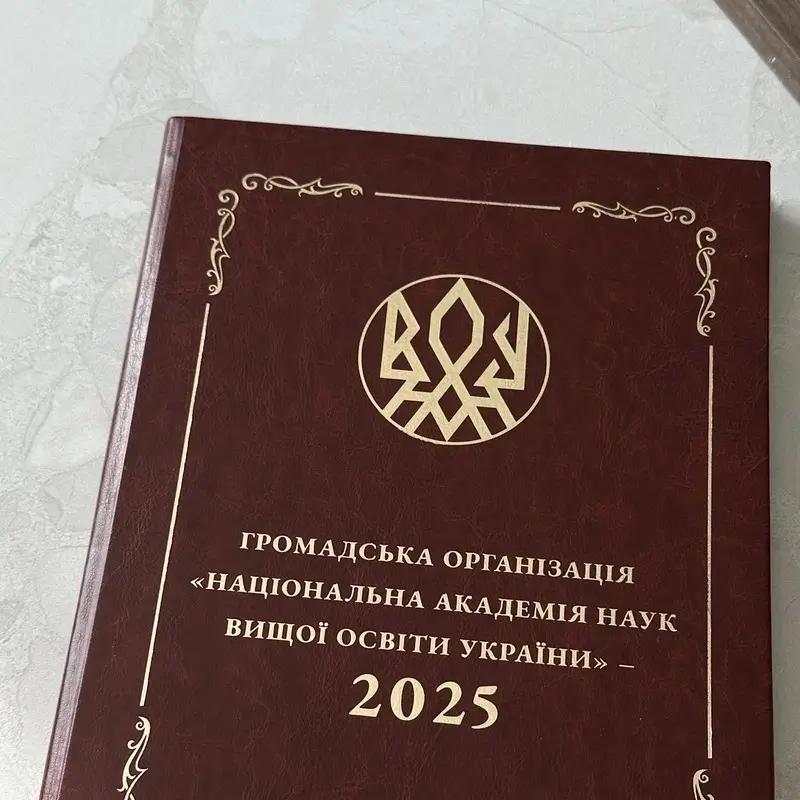 ГРОМАДСЬКА ОРГАНІЗАЦІЯ
«НАЦІОНАЛЬНА АКАДЕМІЯ НАУК
ВИЩОЇ ОСВІТИ УКРАЇНИ» –
2025